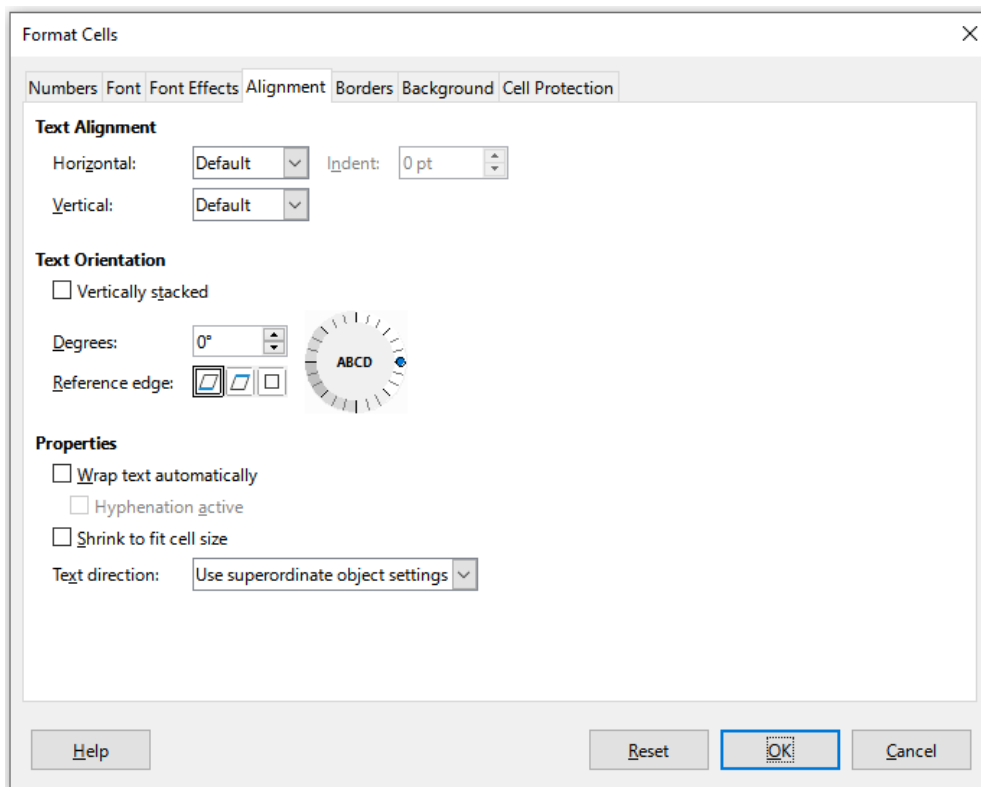 Format Cells
Numbers Font Font Effects Alignment Borders Background Cell Protection
Text Alignment
Horizontal: Default Indent: 0 pt
Vertical: Default
Text Orientation
Vertically stacked
Degrees: 0°
ABCD
Reference edge:
Properties
Wrap text automatically
Hyphenation active
Shrink to fit cell size
Text direction: Use superordinate object settings
Help Reset OK Cancel